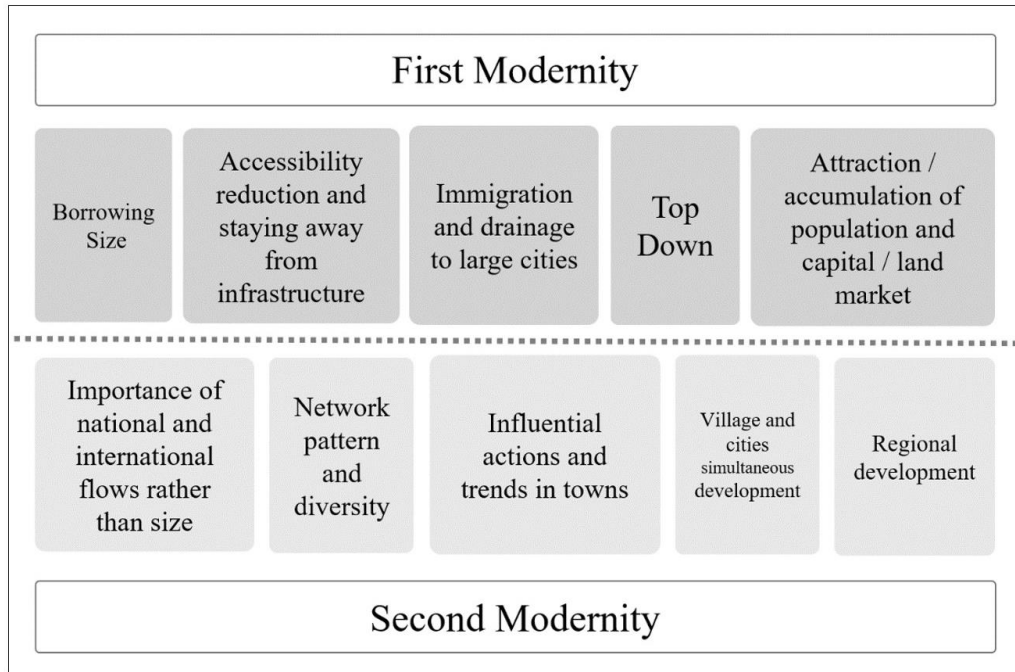 First Modernity
Borrowing
Size
Accessibility
reduction and
staying away
from
infrastructure
Immigration
and drainage
to large cities
Top
Down
Attraction /
accumulation of
population and
capital / land
market
Importance of
national and
international
flows rather
than size
Network
pattern
and
diversity
Influential
actions and
trends in towns
Village and
cities
simultaneous
development
Regional
development
Second Modernity